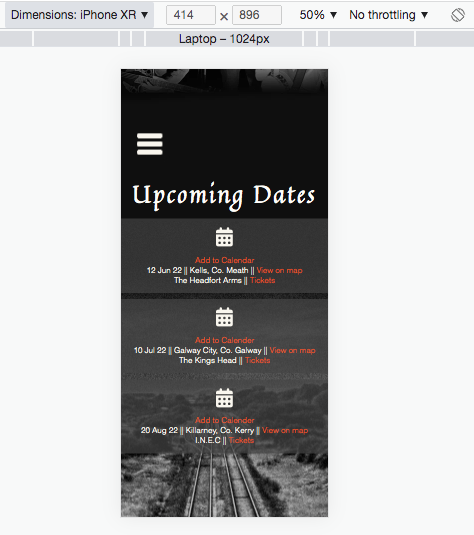 Dimensions: iPhone XR ▼ 414 × 896 50% ▼ No throttling ▼
Laptop – 1024px
Upcoming Dates
Add to Calendar
12 Jun 22 || Kells, Co. Meath || View on map
The Headfort Arms || Tickets
Add to Calender
10 Jul 22 || Galway City, Co. Galway || View on map
The Kings Head || Tickets
Add to Calender
20 Aug 22 || Killarney, Co. Kerry || View on map
I.N.E.C || Tickets